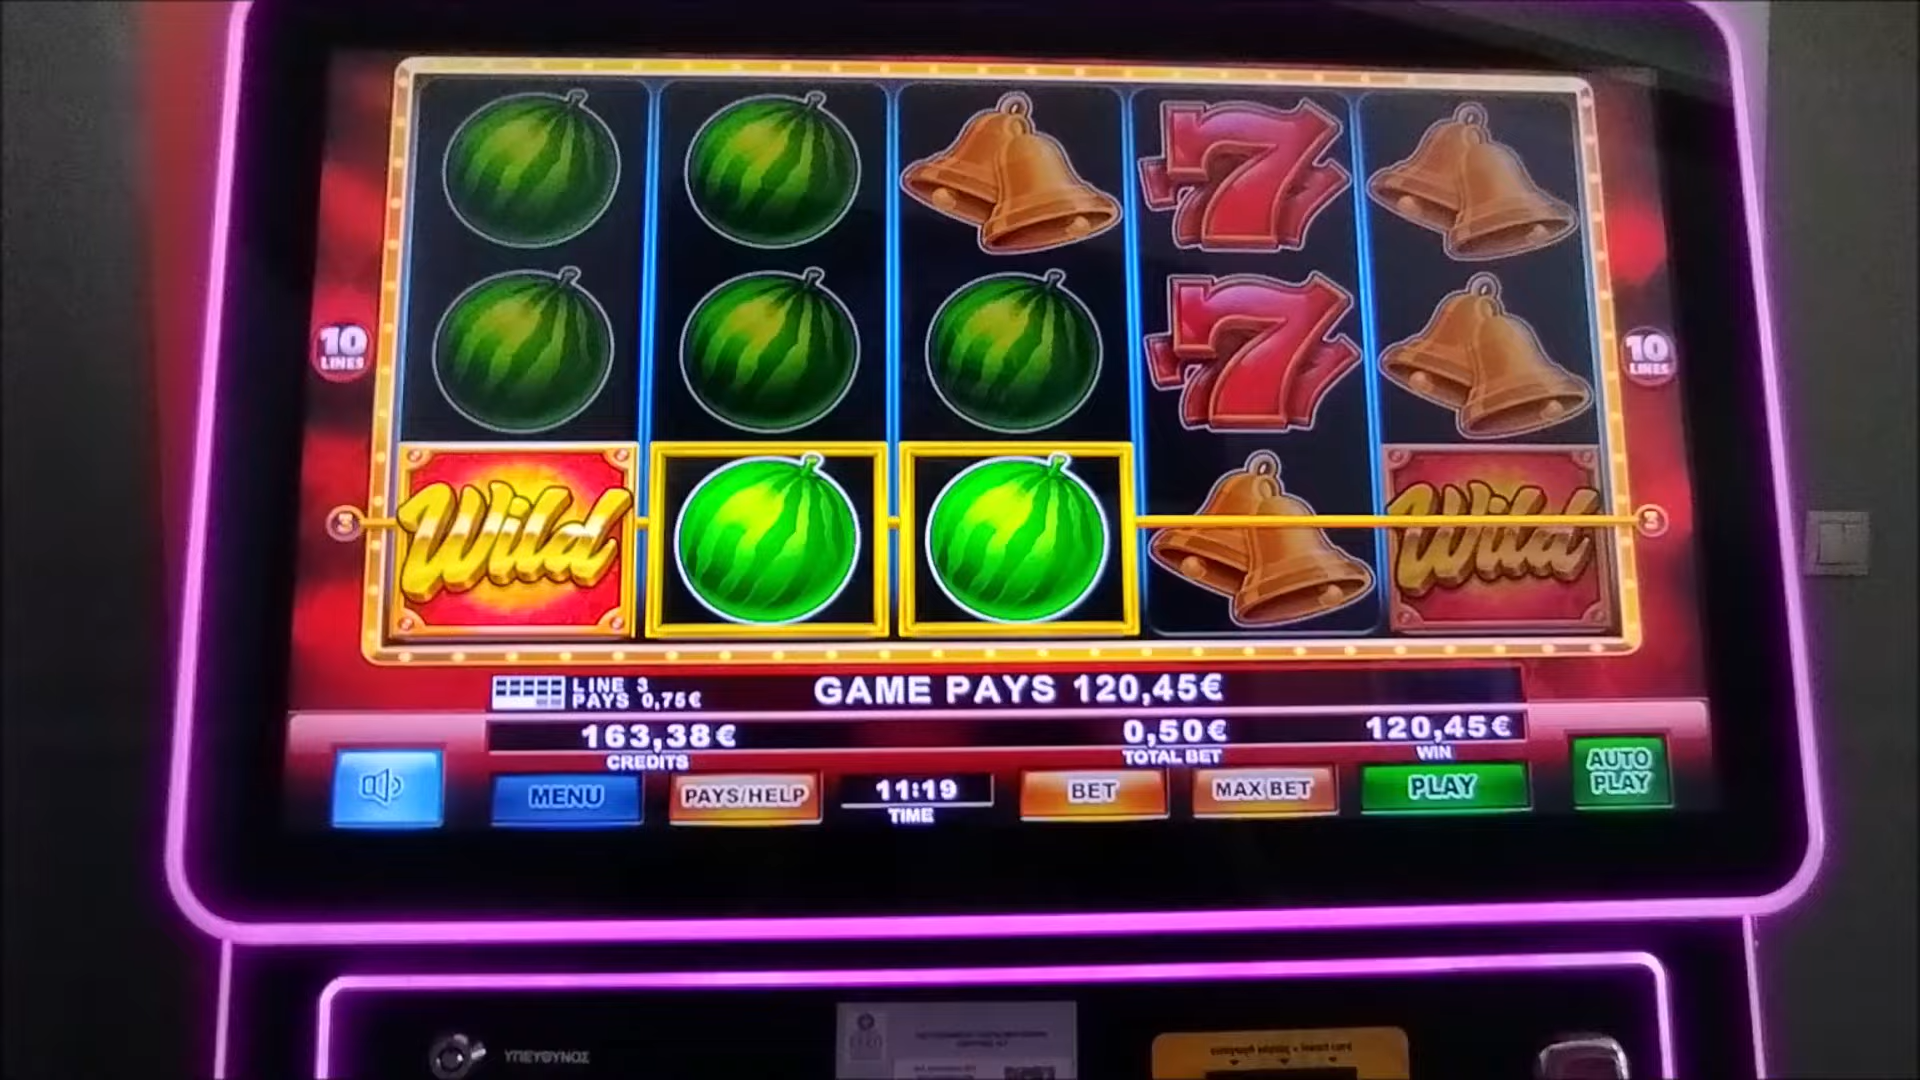 10
LINES
10
LINES
Wild
Wild
3
3
LINE 3
PAYS 0,75€
GAME PAYS 120,45€
163,38€
CREDITS
0,50€
TOTAL BET
120,45€
WIN
MENU
PAYS/HELP
11:19
TIME
BET
MAX BET
PLAY
AUTO
PLAY
ΥΠΕΥΘΥΝΟΣ